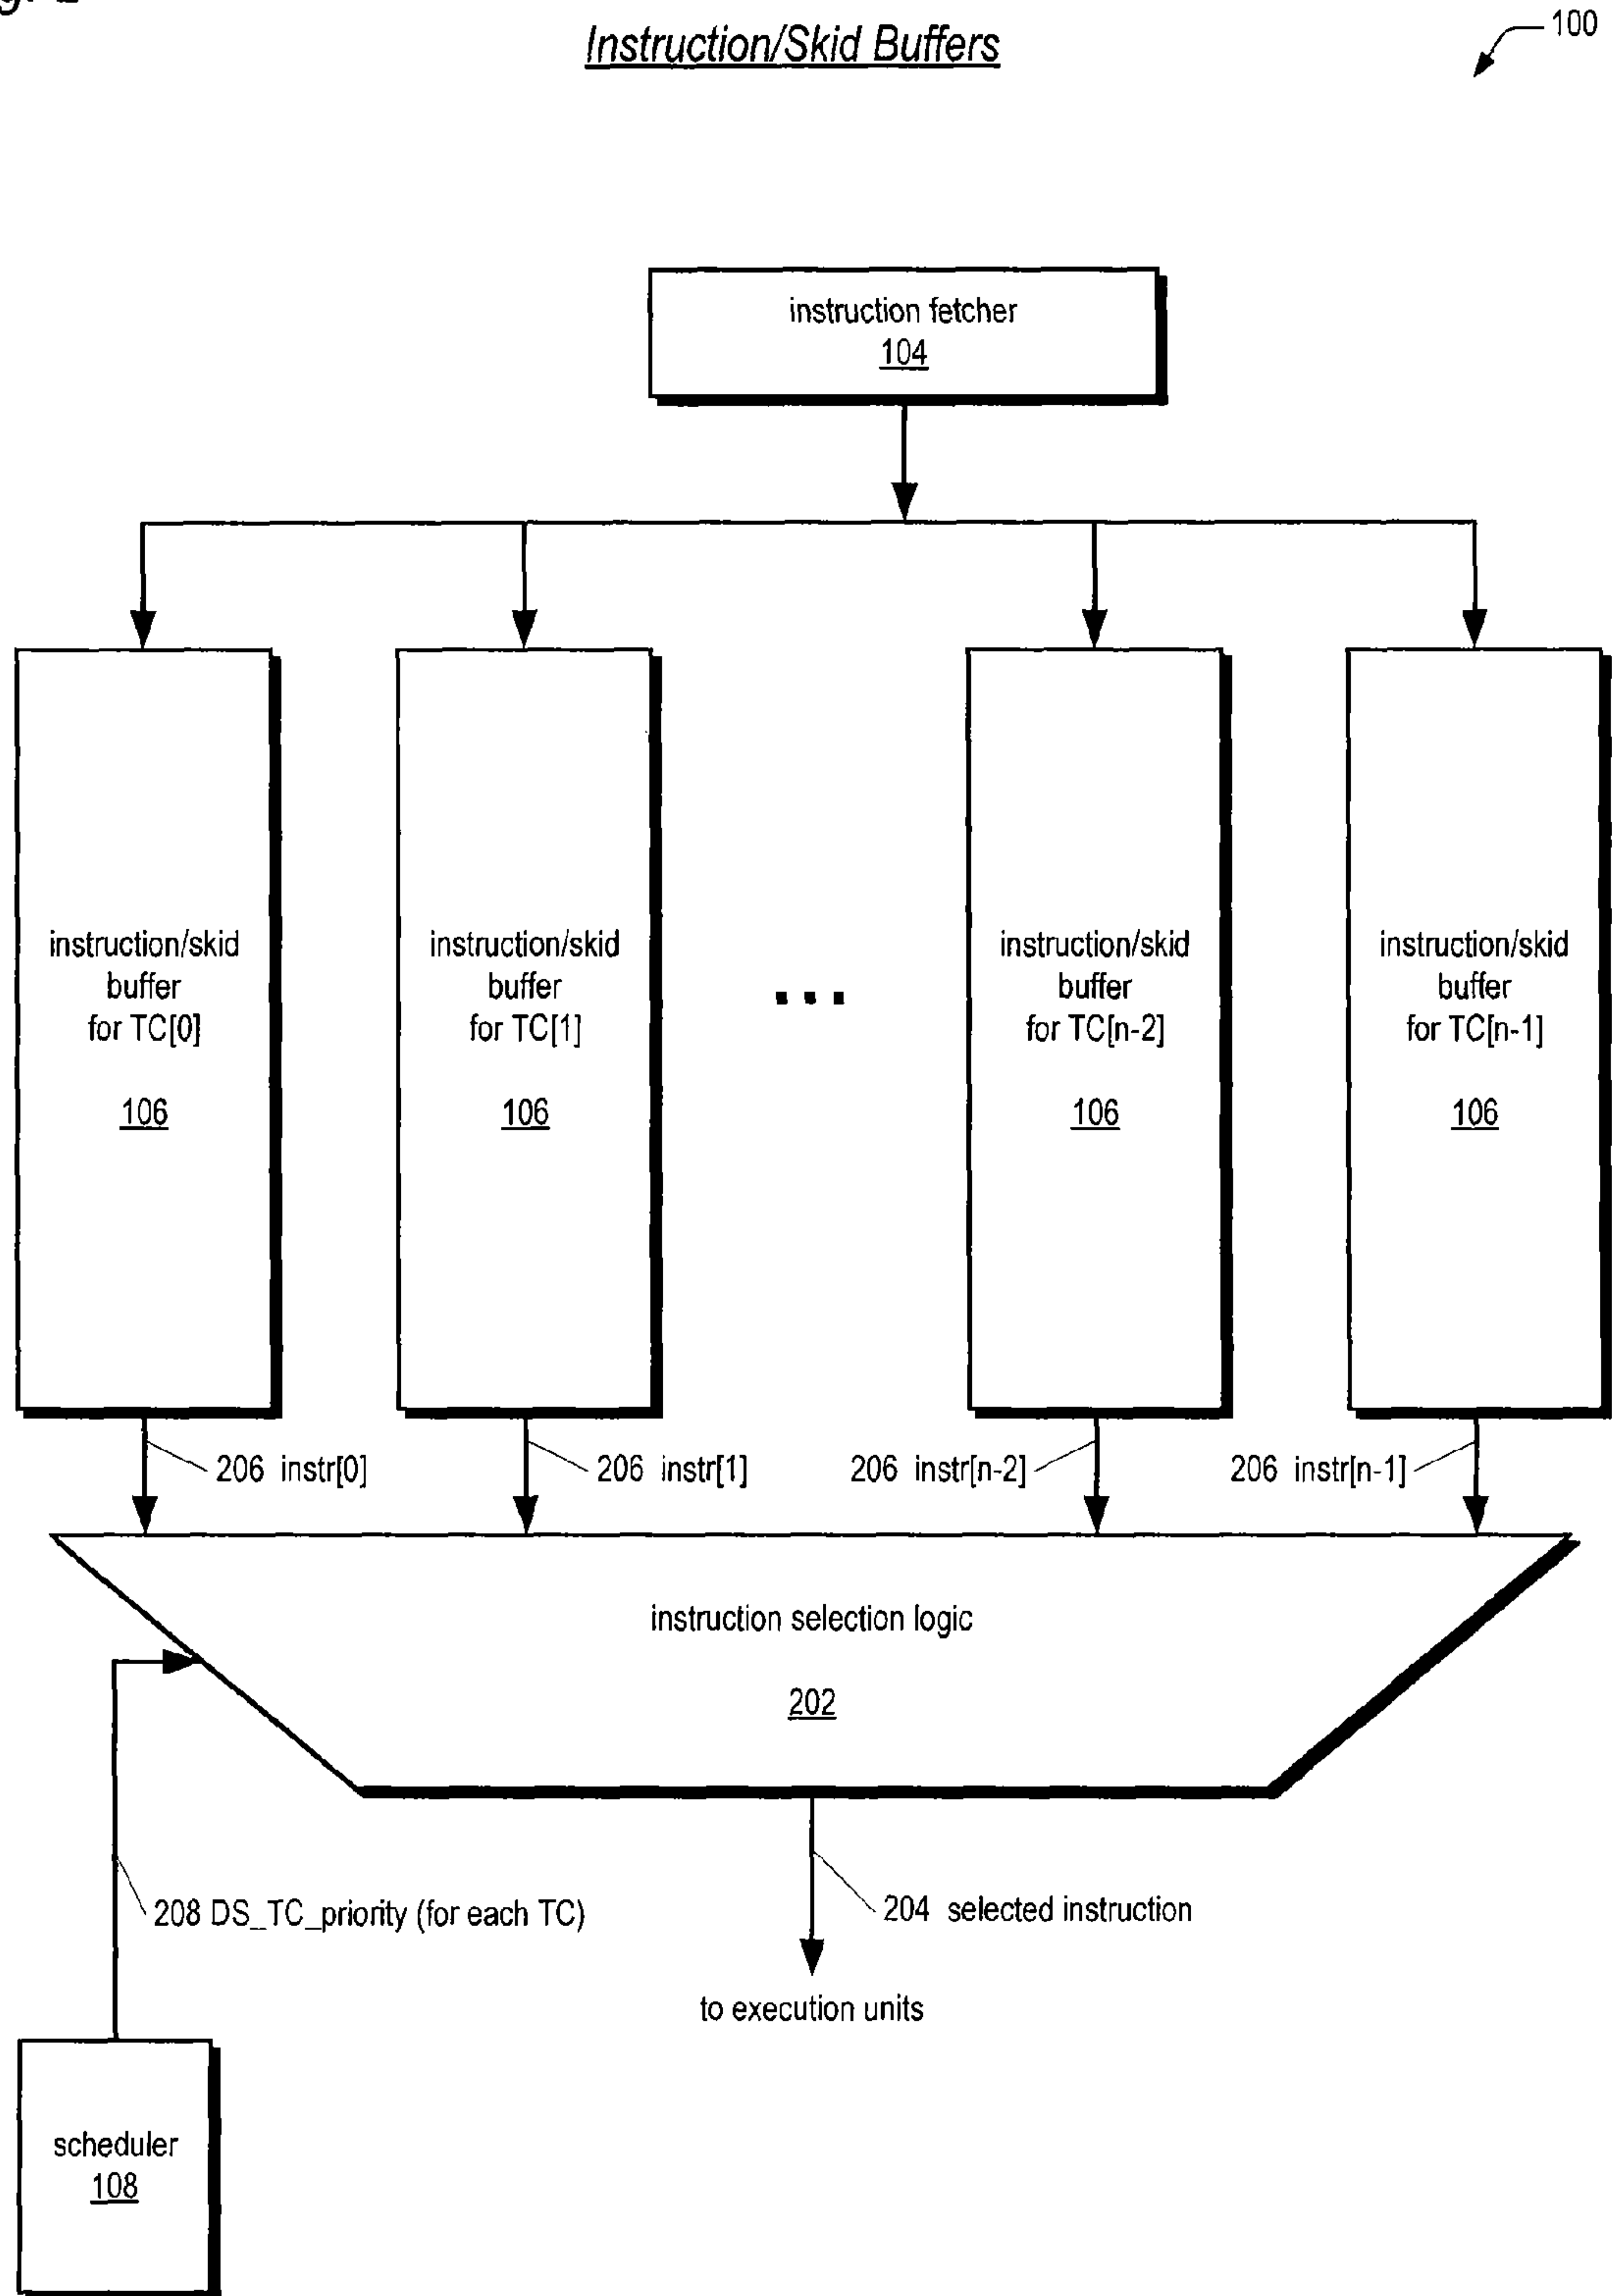 Instruction/Skid Buffers
100
instruction fetcher
104
instruction/skid
buffer
for TC[0]
106
instruction/skid
buffer
for TC[1]
106
...
instruction/skid
buffer
for TC[n-2]
106
instruction/skid
buffer
for TC[n-1]
106
206 instr[0]
206 instr[1]
206 instr[n-2]
206 instr[n-1]
instruction selection logic
202
208 DS_TC_priority (for each TC)
204 selected instruction
to execution units
scheduler
108